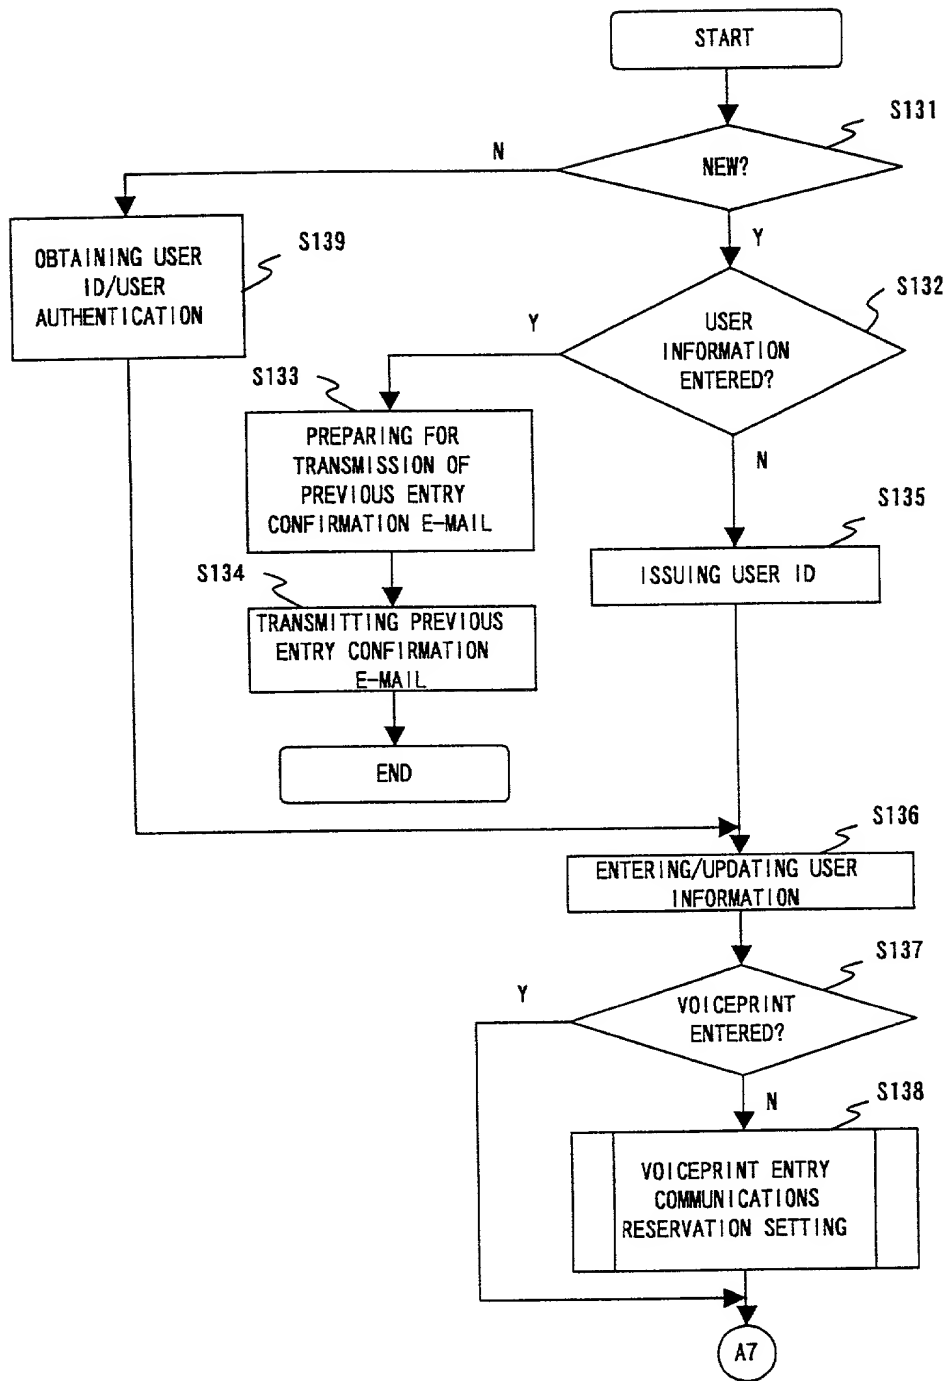 START
S131
NEW?
N
Y
S139
OBTAINING USER
ID/USER
AUTHENTICATION
S132
USER
INFORMATION
ENTERED?
Y
N
S133
PREPARING FOR
TRANSMISSION OF
PREVIOUS ENTRY
CONFIRMATION E-MAIL
S135
ISSUING USER ID
S134
TRANSMITTING PREVIOUS
ENTRY CONFIRMATION
E-MAIL
END
S136
ENTERING/UPDATING USER
INFORMATION
S137
VOICEPRINT
ENTERED?
Y
N
S138
VOICEPRINT ENTRY
COMMUNICATIONS
RESERVATION SETTING
A7